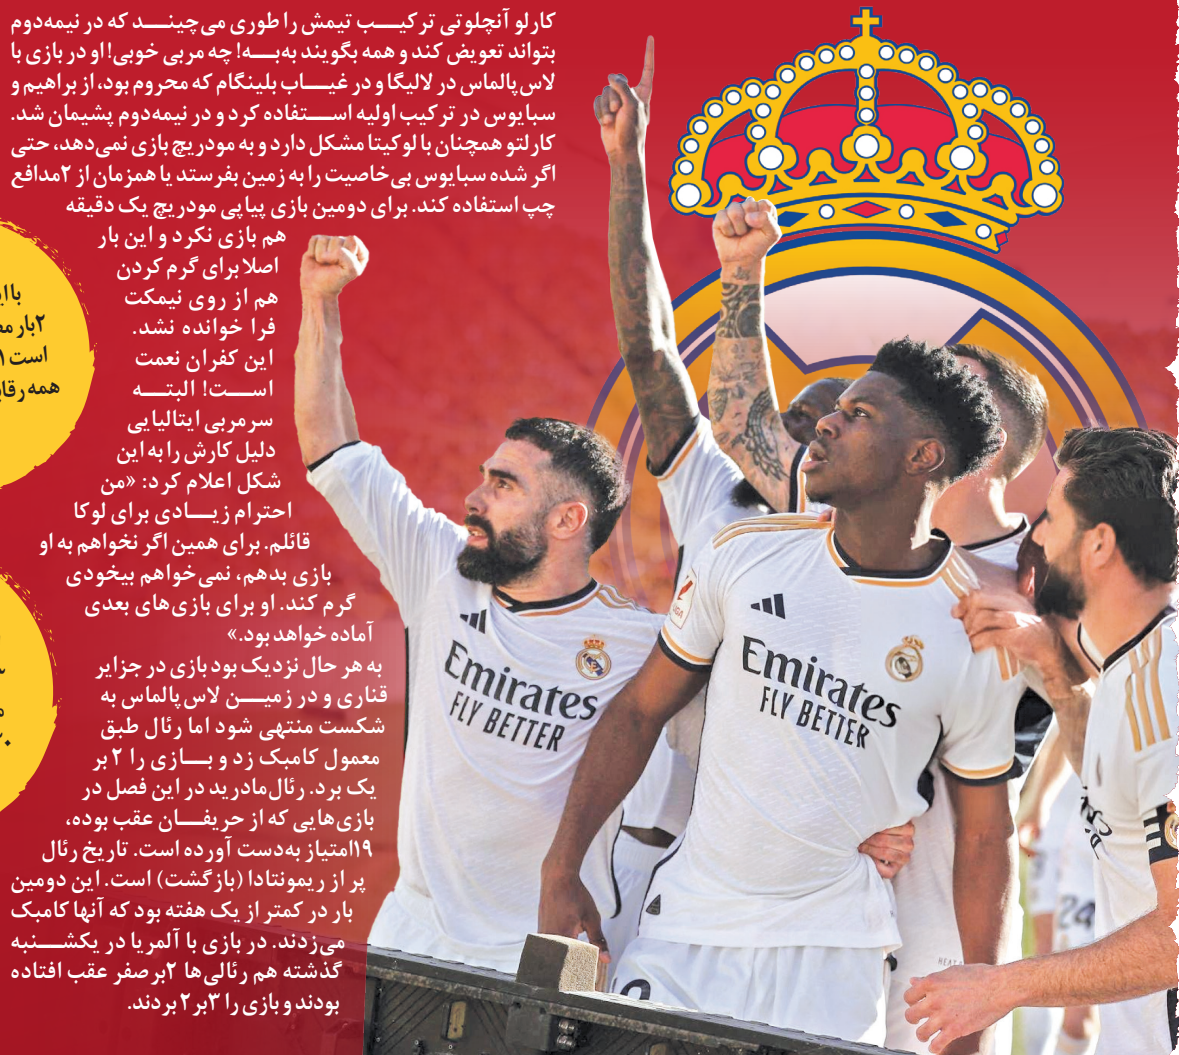 کارلو آنچلوتی ترکیب تیمش را طوری می‌چیند که در نیمه‌دوم
بتواند تعویض کند و همه بگویند به‌به! چه مربی خوبی! او در بازی با
لاس‌پالماس در لالیگا و در غیاب بلینگام که محروم بود، از براهیم و
سبایوس در ترکیب اولیه استفاده کرد و در نیمه‌دوم پشیمان شد.
کارلتو همچنان با لوکیتا مشکل دارد و به مودریچ بازی نمی‌دهد، حتی
اگر شده سبایوس بی‌خاصیت را به زمین بفرستد یا همزمان از ۲مدافع
چپ استفاده کند. برای دومین بازی پیاپی مودریچ یک دقیقه
هم بازی نکرد و این بار
اصلا برای گرم کردن
هم از روی نیمکت
فرا خوانده نشد.
این کفران نعمت
است! البته
سرمربی ایتالیایی
دلیل کارش را به این
شکل اعلام کرد: «من
احترام زیادی برای لوکا
قائلم. برای همین اگر نخواهم به او
بازی بدهم، نمی‌خواهم بیخودی
گرم کند. او برای بازی‌های بعدی
آماده خواهد بود.»
به هر حال نزدیک بود بازی در جزایر
قناری و در زمین لاس‌پالماس به
شکست منتهی شود اما رئال طبق
معمول کامبک زد و بازی را ۲بر
یک برد. رئال‌مادرید در این فصل در
بازی‌هایی که از حریفان عقب بوده،
۱۹امتیاز به‌دست آورده است. تاریخ رئال
پر از ریمونتادا (بازگشت) است. این دومین
بار در کمتر از یک هفته بود که آنها کامبک
می‌زدند. در بازی با آلمریا در یکشنبه
گذشته هم رئالی‌ها ۲بر صفر عقب افتاده
بودند و بازی را ۳بر۲ بردند.
همه
است
۲بار
Emirates
FLY BETTER
Emirates
FLY BETTER
24